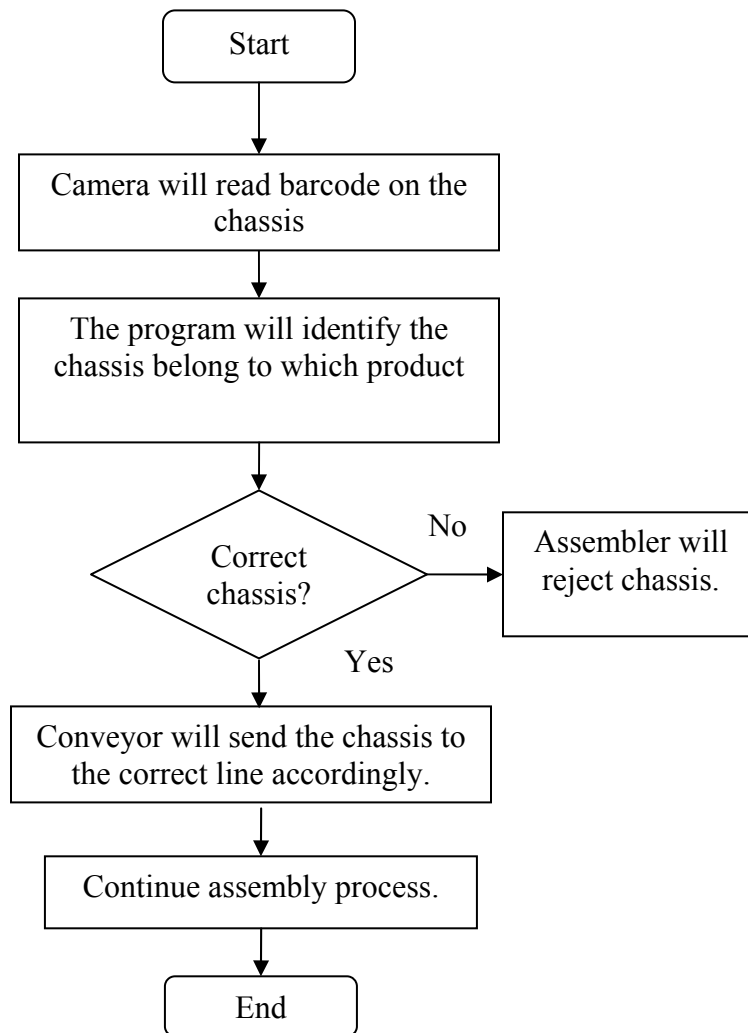 Start
Camera will read barcode on the
chassis
The program will identify the
chassis belong to which product
Correct
chassis?
No
Assembler will
reject chassis.
Yes
Conveyor will send the chassis to
the correct line accordingly.
Continue assembly process.
End